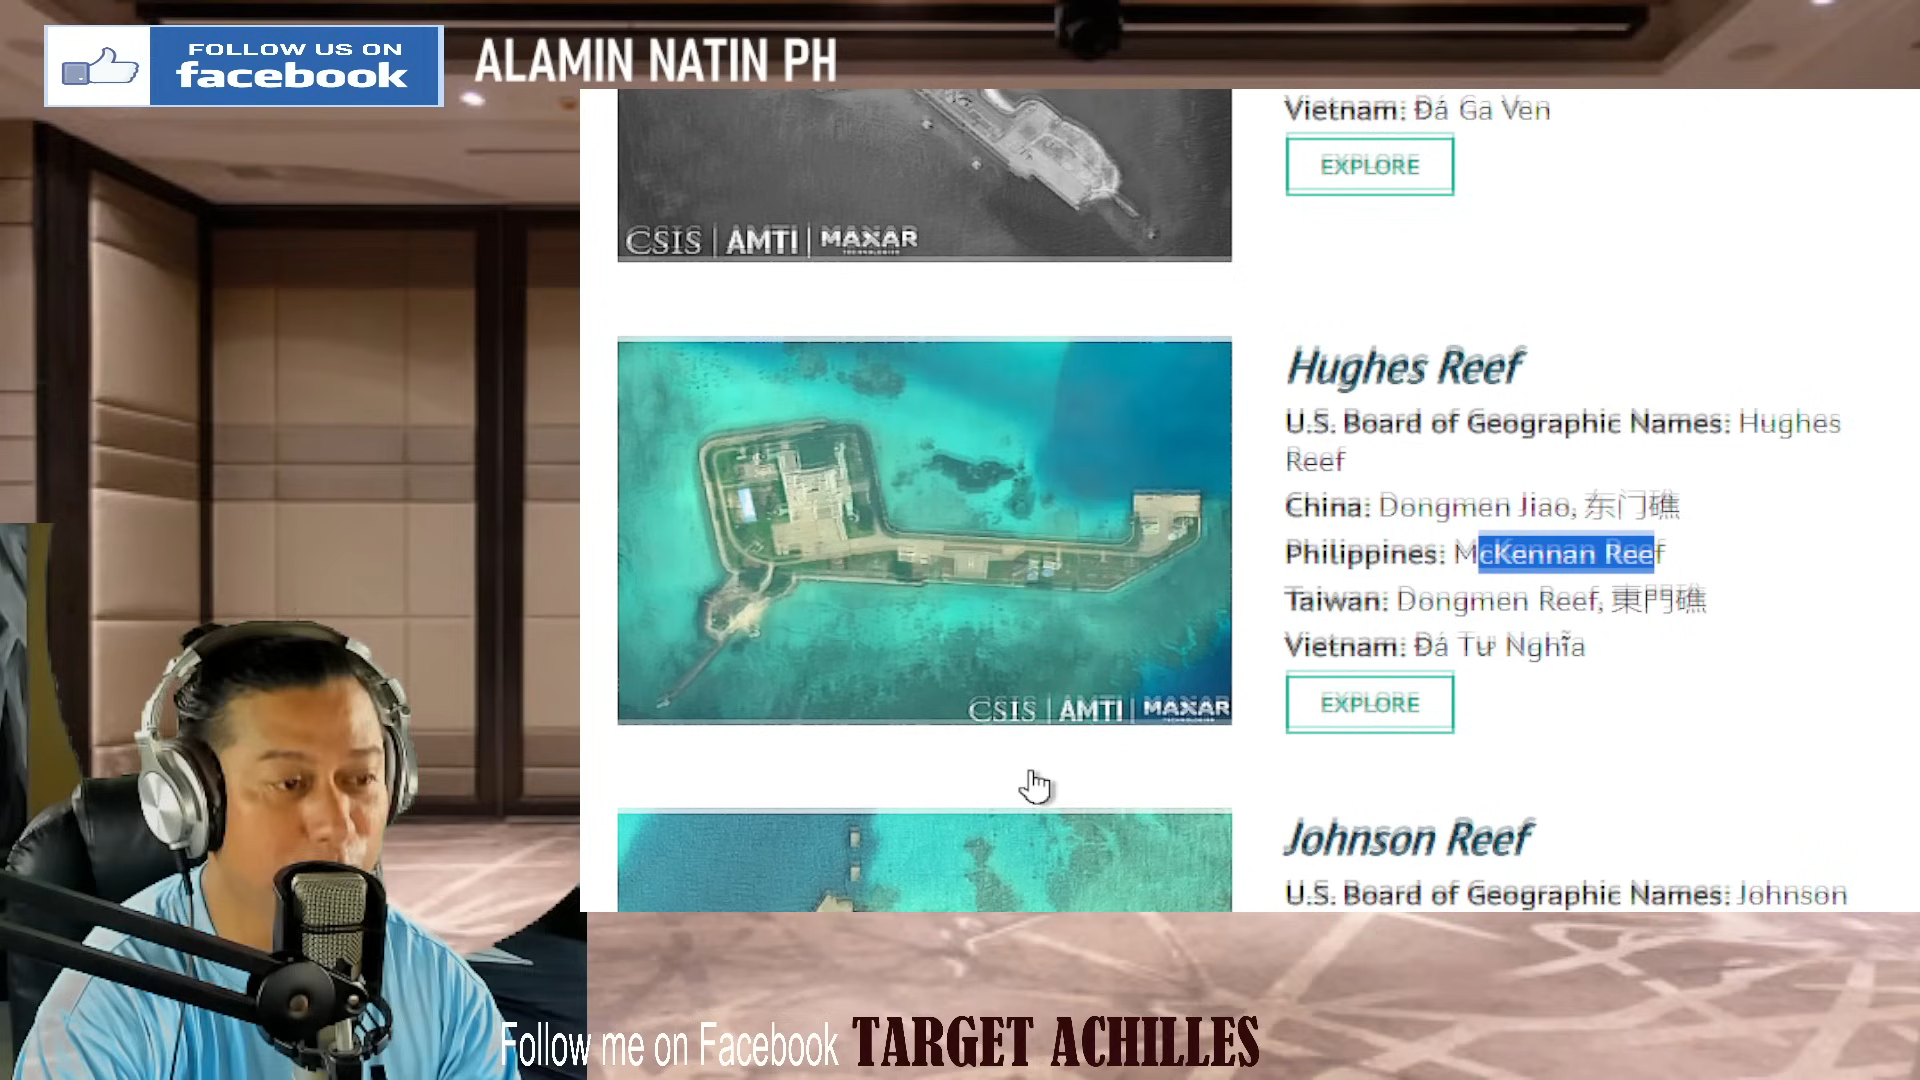 FOLLOW US ON
facebook
ALAMIN NATIN PH
Vietnam: Đá Ga Ven
EXPLORE
CSIS | AMTI | MAXAR
TECHNOLOGIES
Hughes Reef
U.S. Board of Geographic Names: Hughes
Reef
China: Dongmen Jiao, 东门礁
Philippines: McKennan Reef
Taiwan: Dongmen Reef, 東門礁
Vietnam: Đá Tư Nghĩa
EXPLORE
CSIS | AMTI | MAXAR
TECHNOLOGIES
Johnson Reef
U.S. Board of Geographic Names: Johnson
Follow me on Facebook TARGET ACHILLES